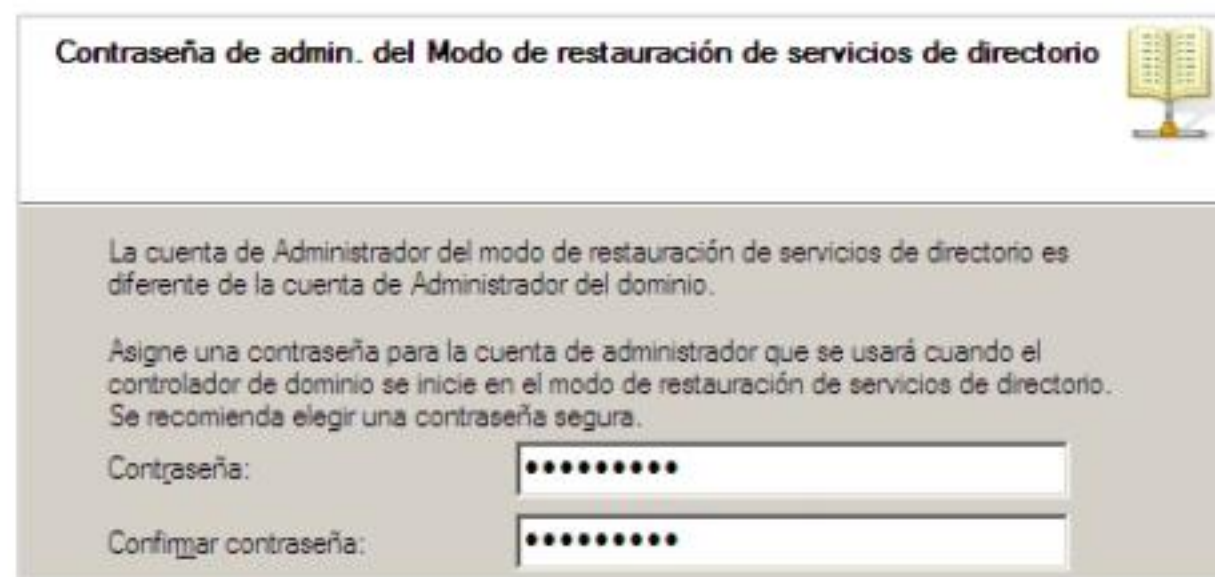 Contraseña de admin. del Modo de restauración de servicios de directorio
La cuenta de Administrador del modo de restauración de servicios de directorio es
diferente de la cuenta de Administrador del dominio.
Asigne una contraseña para la cuenta de administrador que se usará cuando el
controlador de dominio se inicie en el modo de restauración de servicios de directorio.
Se recomienda elegir una contraseña segura.
Contraseña: •••••••••
Confirmar contraseña: •••••••••